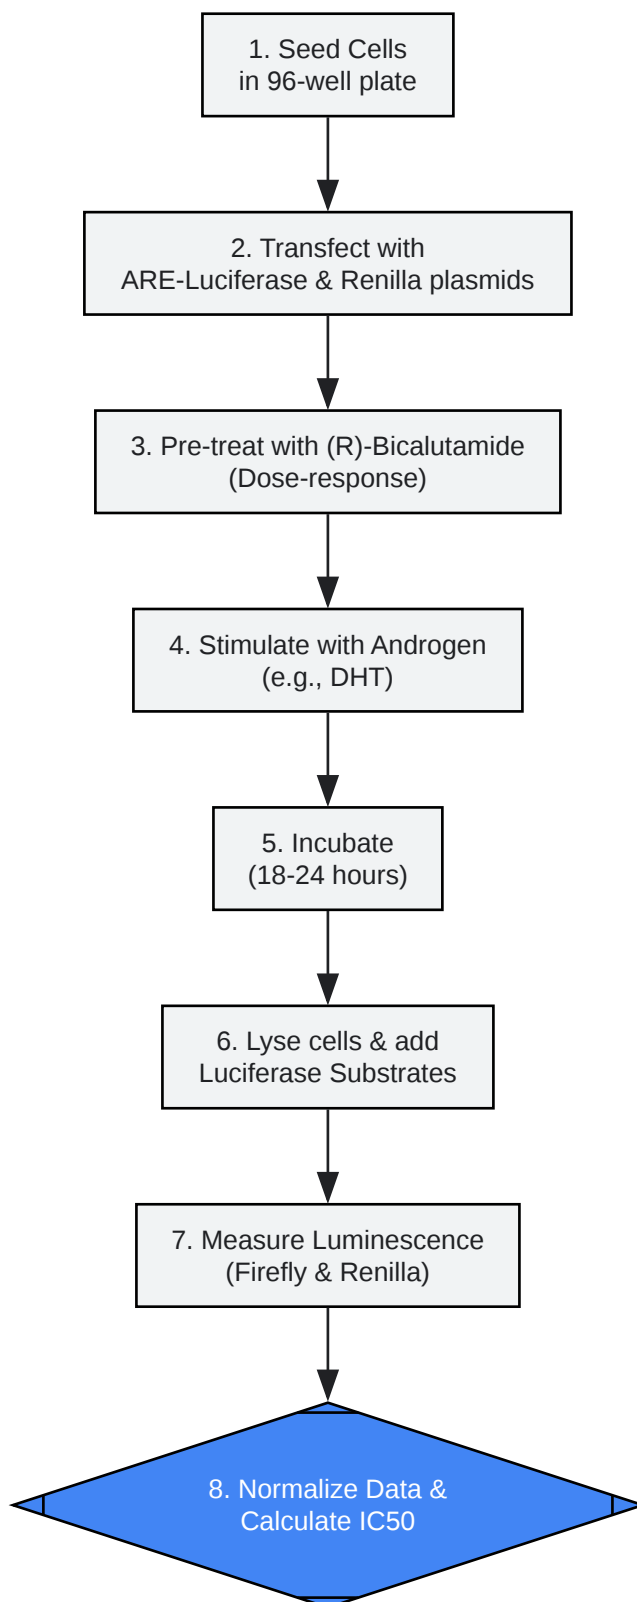 1. Seed Cells
in 96-well plate
2. Transfect with
ARE-Luciferase & Renilla plasmids
3. Pre-treat with (R)-Bicalutamide
(Dose-response)
4. Stimulate with Androgen
(e.g., DHT)
5. Incubate
(18-24 hours)
6. Lyse cells & add
Luciferase Substrates
7. Measure Luminescence
(Firefly & Renilla)
8. Normalize Data &
Calculate IC50